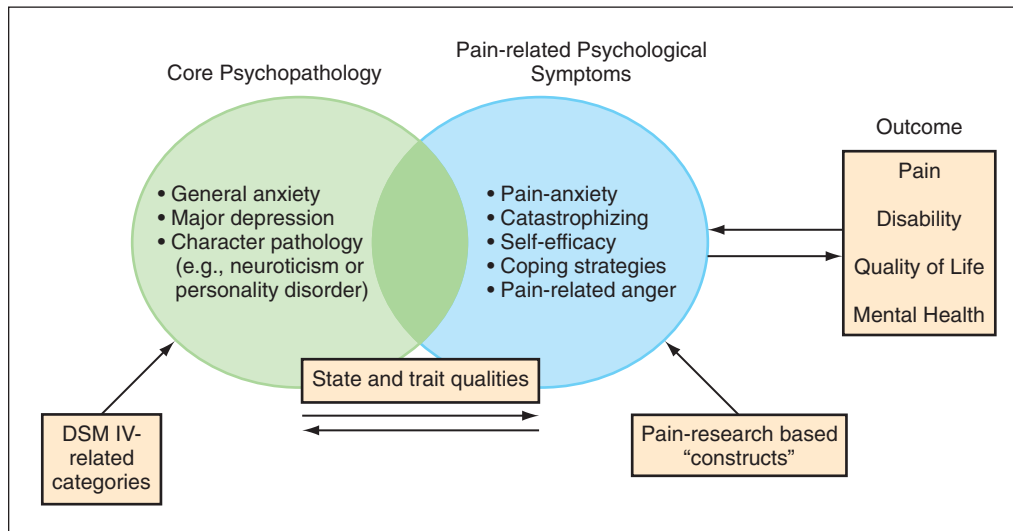 Core Psychopathology
Pain-related Psychological
Symptoms
• General anxiety
• Major depression
• Character pathology
(e.g., neuroticism or
personality disorder)
• Pain-anxiety
• Catastrophizing
• Self-efficacy
• Coping strategies
• Pain-related anger
Outcome
Pain
Disability
Quality of Life
Mental Health
State and trait qualities
DSM IV-
related
categories
Pain-research based
“constructs”